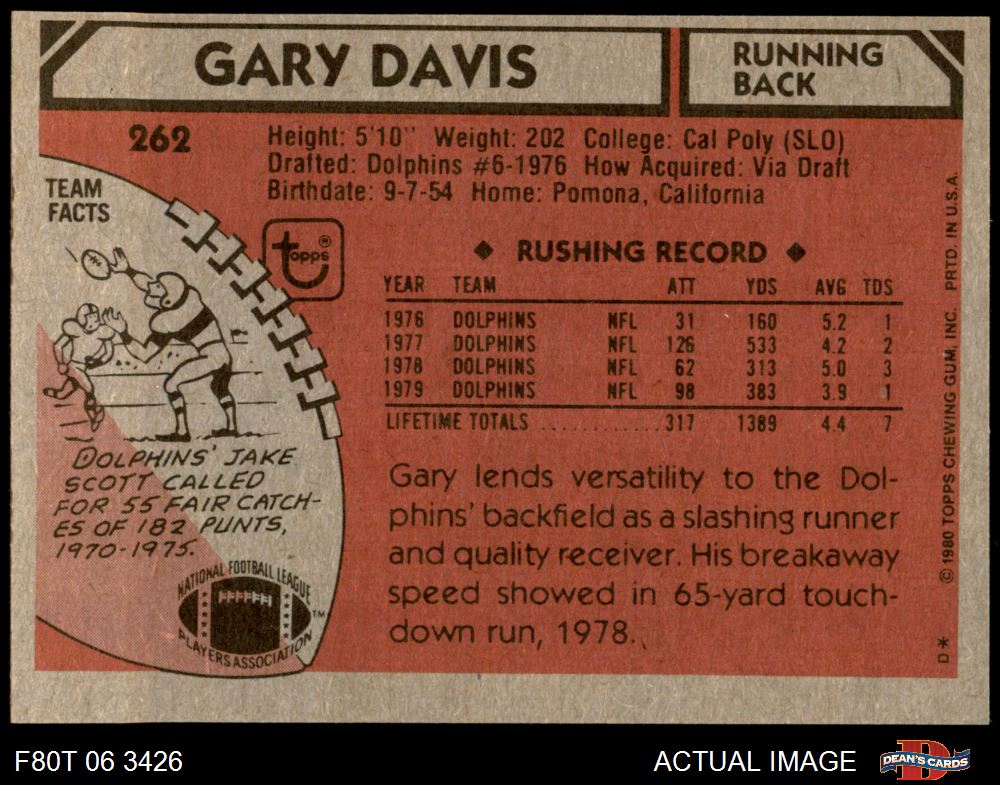 GARY DAVIS
RUNNING
BACK
262
Height: 5'10" Weight: 202 College: Cal Poly (SLO)
Drafted: Dolphins #6-1976 How Acquired: Via Draft
Birthdate: 9-7-54 Home: Pomona, California
TEAM
FACTS
topps®
◆ RUSHING RECORD ◆
YEAR TEAM ATT YDS AVG TDS
1976 DOLPHINS NFL 31 160 5.2 1
1977 DOLPHINS NFL 126 533 4.2 2
1978 DOLPHINS NFL 62 313 5.0 3
1979 DOLPHINS NFL 98 383 3.9 1
LIFETIME TOTALS ............ 317 1389 4.4 7
DOLPHINS' JAKE
SCOTT CALLED
FOR 55 FAIR CATCH-
ES OF 182 PUNTS,
1970-1975.
NATIONAL FOOTBALL LEAGUE
PLAYERS ASSOCIATION
TM
Gary lends versatility to the Dol-
phins' backfield as a slashing runner
and quality receiver. His breakaway
speed showed in 65-yard touch-
down run, 1978.
© 1980 TOPPS CHEWING GUM, INC. PRTD. IN U.S.A.
D*
F80T 06 3426
ACTUAL IMAGE
D
DEAN'S CARDS